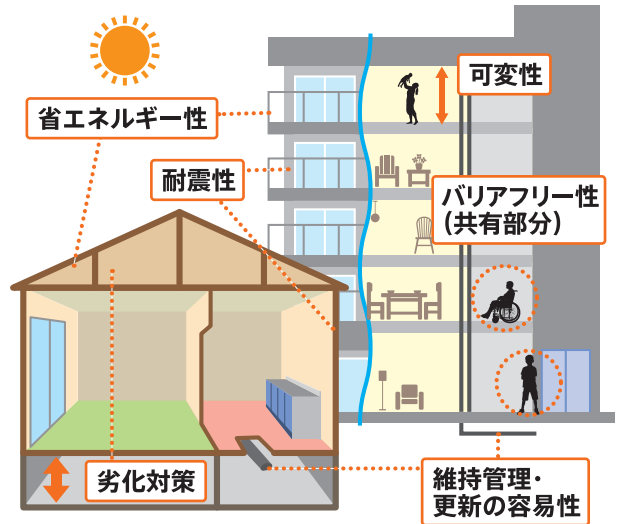 可変性
省エネルギー性
耐震性
バリアフリー性
(共有部分)
劣化対策
維持管理・
更新の容易性